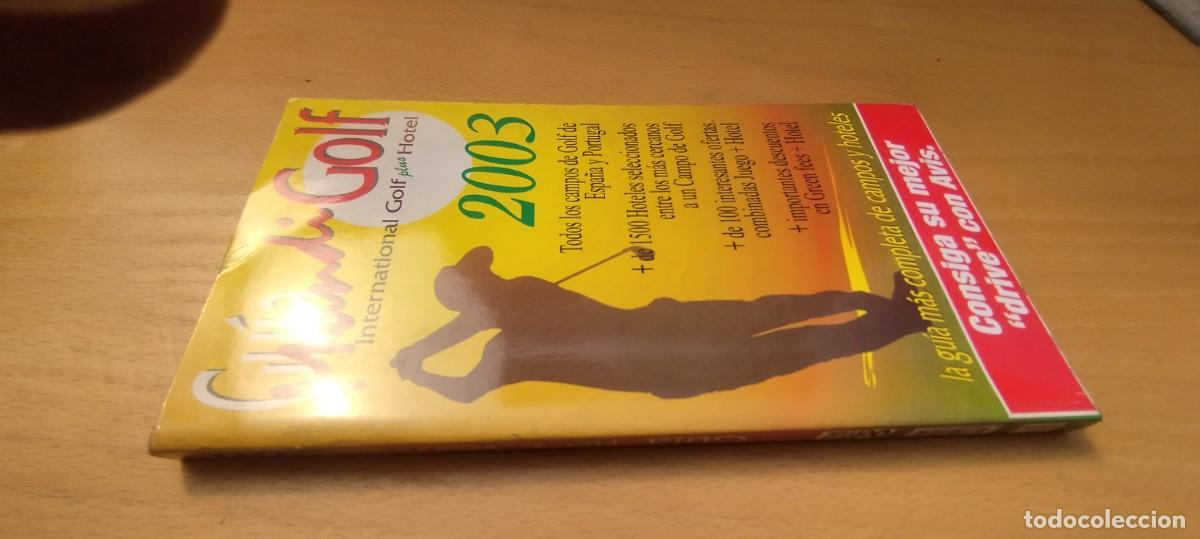 Golf
International Golf plus Hotel
2003
Todos los campos de Golf de
España y Portugal
+ de 1500 Hoteles seleccionados
entre los más cercanos
a un Campo de Golf
+ de 100 interesantes ofertas
combinadas Juego + Hotel
+ importantes descuentos
en Green fees + Hotel
la guía más completa de campos y hoteles
Consiga su mejor
"drive" con Avis.
todocoleccion